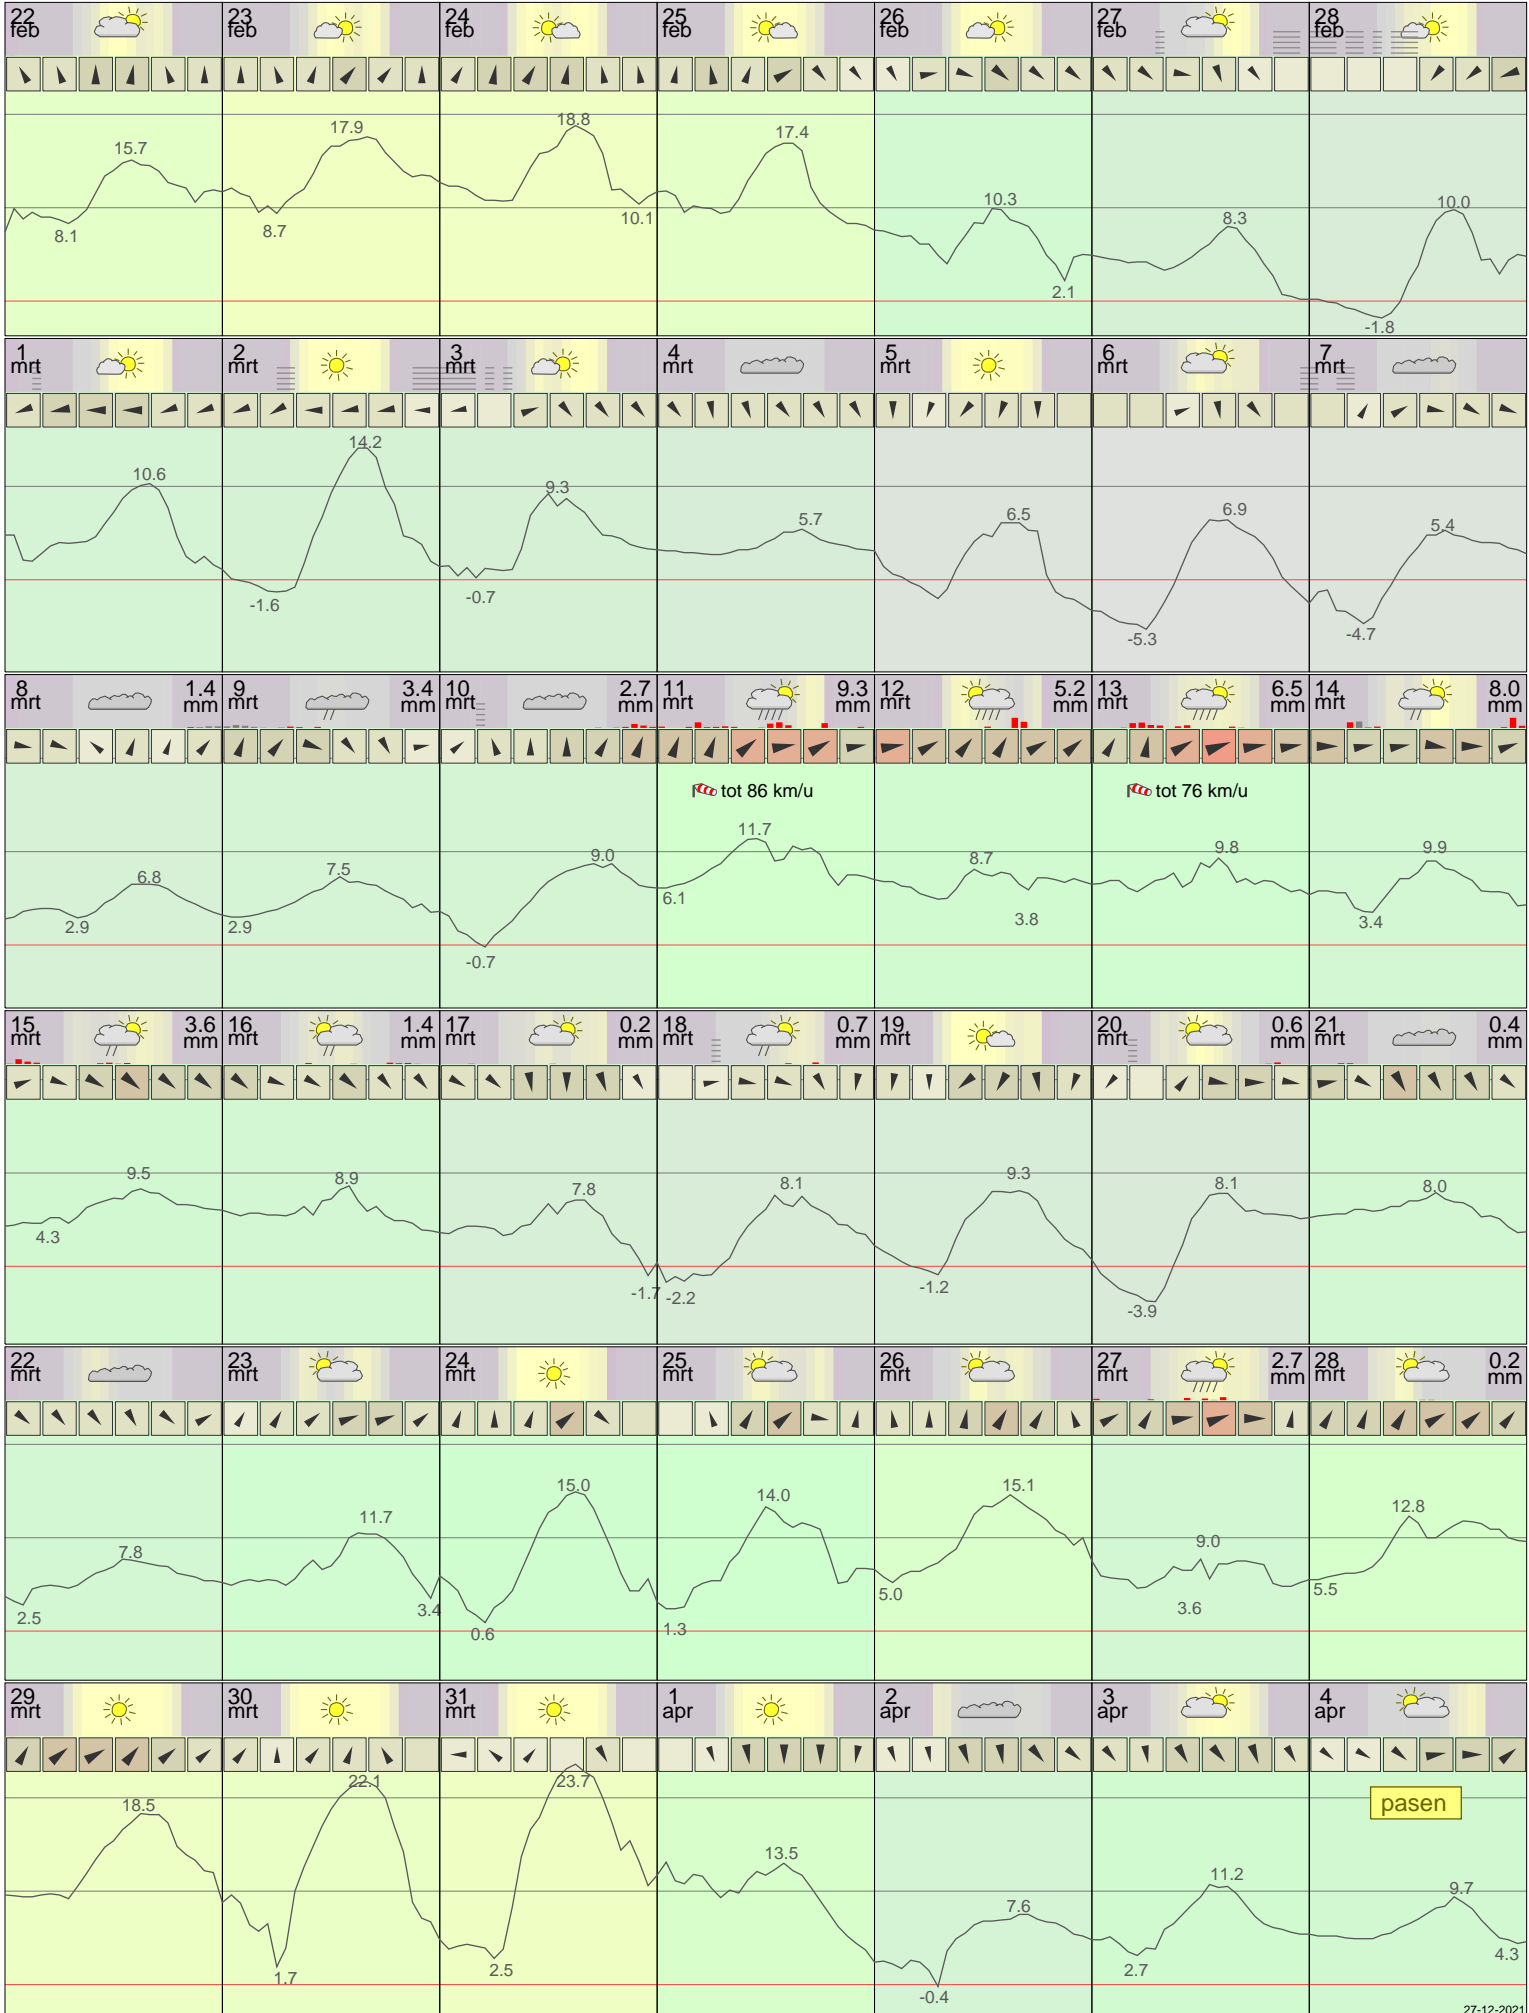 22 feb
23 feb
24 feb
25 feb
26 feb
27 feb
28 feb
15.7
8.1
17.9
8.7
18.8
10.1
17.4
10.3
2.1
8.3
10.0
-1.8
1 mrt
2 mrt
3 mrt
4 mrt
5 mrt
6 mrt
7 mrt
10.6
14.2
-1.6
9.3
-0.7
5.7
6.5
6.9
-5.3
5.4
-4.7
8 mrt 1.4 mm
9 mrt 3.4 mm
10 mrt 2.7 mm
11 mrt 9.3 mm
12 mrt 5.2 mm
13 mrt 6.5 mm
14 mrt 8.0 mm
tot 86 km/u
tot 76 km/u
6.8
2.9
7.5
2.9
9.0
-0.7
11.7
6.1
8.7
3.8
9.8
9.9
3.4
15 mrt 3.6 mm
16 mrt 1.4 mm
17 mrt 0.2 mm
18 mrt 0.7 mm
19 mrt
20 mrt 0.6 mm
21 mrt 0.4 mm
9.5
4.3
8.9
7.8
-1.7
8.1
-2.2
9.3
-1.2
8.1
-3.9
8.0
22 mrt
23 mrt
24 mrt
25 mrt
26 mrt
27 mrt 2.7 mm
28 mrt 0.2 mm
7.8
2.5
11.7
3.4
15.0
0.6
14.0
1.3
15.1
5.0
9.0
3.6
12.8
5.5
29 mrt
30 mrt
31 mrt
1 apr
2 apr
3 apr
4 apr
pasen
18.5
22.1
1.7
23.7
2.5
13.5
7.6
-0.4
11.2
2.7
9.7
4.3
27-12-2021